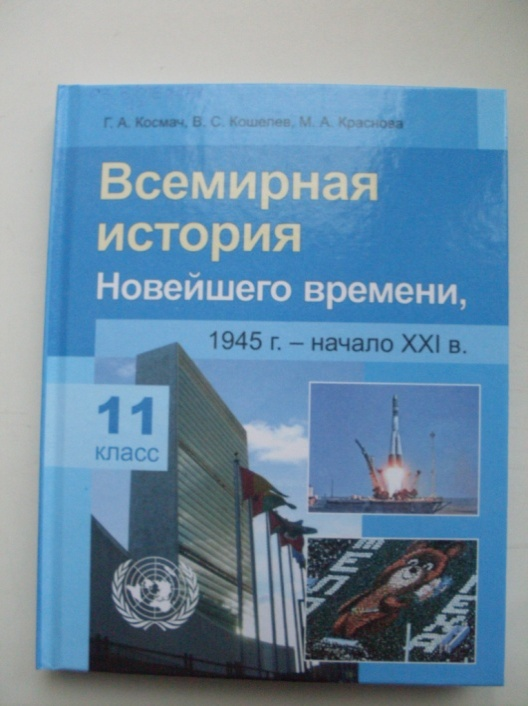 Г. А. Космач, В. С. Кошелев, М. А. Краснова
Всемирная
история
Новейшего времени,
1945 г. – начало XXI в.
11
класс